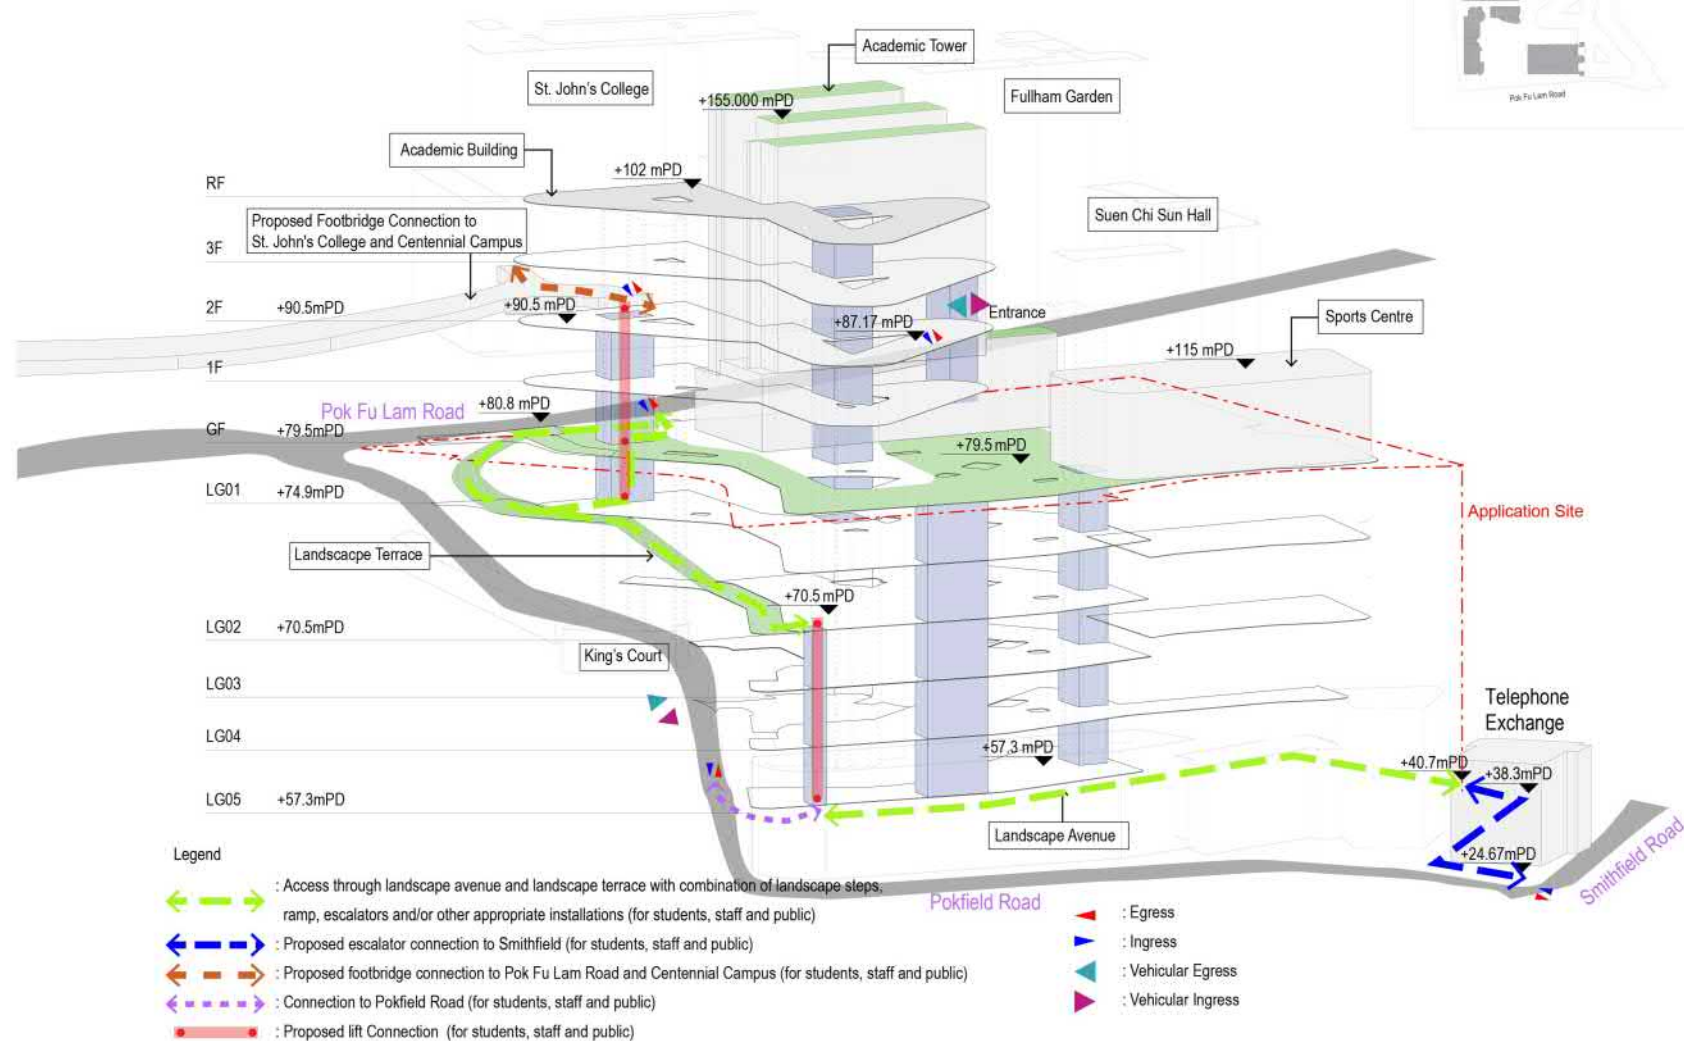 Pok Fu Lam Road
Academic Tower
St. John's College
Fullham Garden
+155.000 mPD
Academic Building
+102 mPD
RF
Suen Chi Sun Hall
Proposed Footbridge Connection to
St. John's College and Centennial Campus
3F
2F +90.5mPD
+90.5 mPD
+87.17 mPD
Entrance
Sports Centre
+115 mPD
1F
Pok Fu Lam Road
+80.8 mPD
GF +79.5mPD
+79.5 mPD
LG01 +74.9mPD
Application Site
Landscacpe Terrace
+70.5 mPD
LG02 +70.5mPD
King's Court
LG03
Telephone
Exchange
LG04
+57.3 mPD
+40.7mPD
+38.3mPD
LG05 +57.3mPD
Landscape Avenue
+24.67mPD
Smithfield Road
Pokfield Road
Legend
: Access through landscape avenue and landscape terrace with combination of landscape steps,
ramp, escalators and/or other appropriate installations (for students, staff and public)
: Proposed escalator connection to Smithfield (for students, staff and public)
: Proposed footbridge connection to Pok Fu Lam Road and Centennial Campus (for students, staff and public)
: Connection to Pokfield Road (for students, staff and public)
: Proposed lift Connection (for students, staff and public)
: Egress
: Ingress
: Vehicular Egress
: Vehicular Ingress